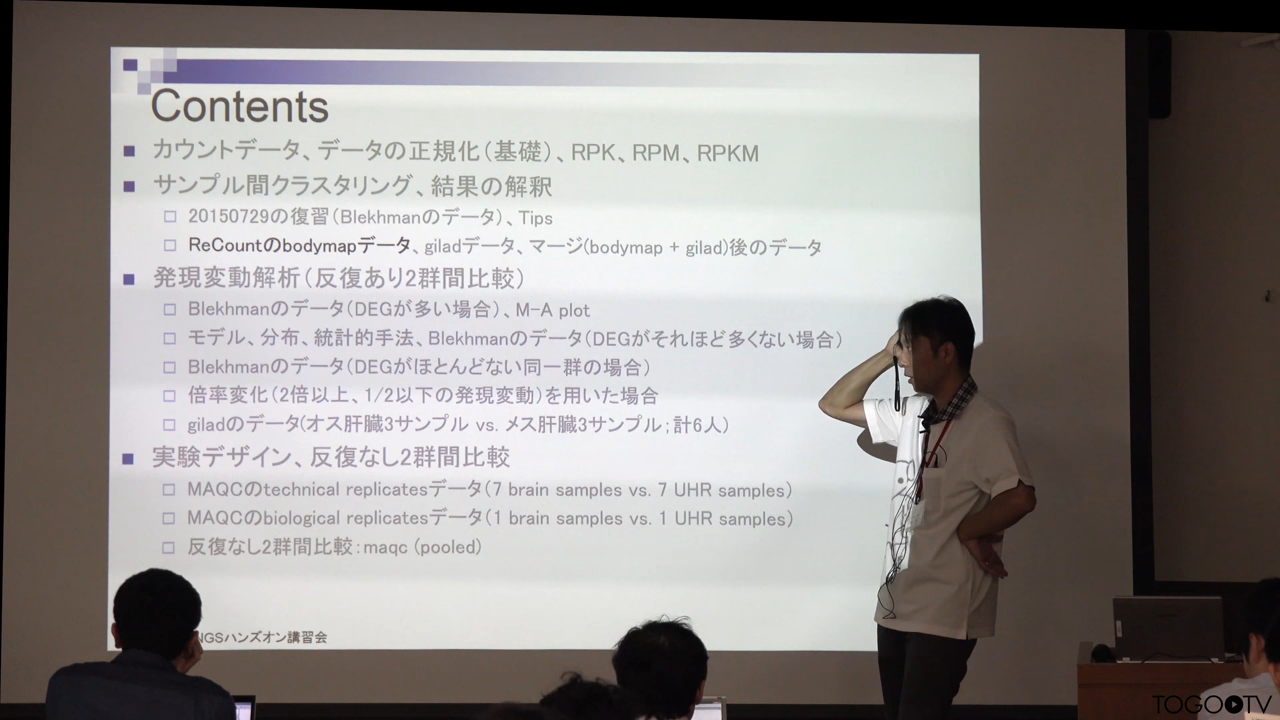 Contents
カウントデータ、データの正規化（基礎）、RPK、RPM、RPKM
サンプル間クラスタリング、結果の解釈
20150729の復習（Blekhmanのデータ）、Tips
ReCountのbodymapデータ、giladデータ、マージ(bodymap + gilad)後のデータ
発現変動解析（反復あり2群間比較）
Blekhmanのデータ（DEGが多い場合）、M-A plot
モデル、分布、統計的手法、Blekhmanのデータ（DEGがそれほど多くない場合）
Blekhmanのデータ（DEGがほとんどない同一群の場合）
倍率変化（2倍以上、1/2以下の発現変動）を用いた場合
giladのデータ(オス肝臓3サンプル vs. メス肝臓3サンプル；計6人)
実験デザイン、反復なし2群間比較
MAQCのtechnical replicatesデータ（7 brain samples vs. 7 UHR samples）
MAQCのbiological replicatesデータ（1 brain samples vs. 1 UHR samples）
反復なし2群間比較：maqc (pooled)
NGSハンズオン講習会
TOGOTV